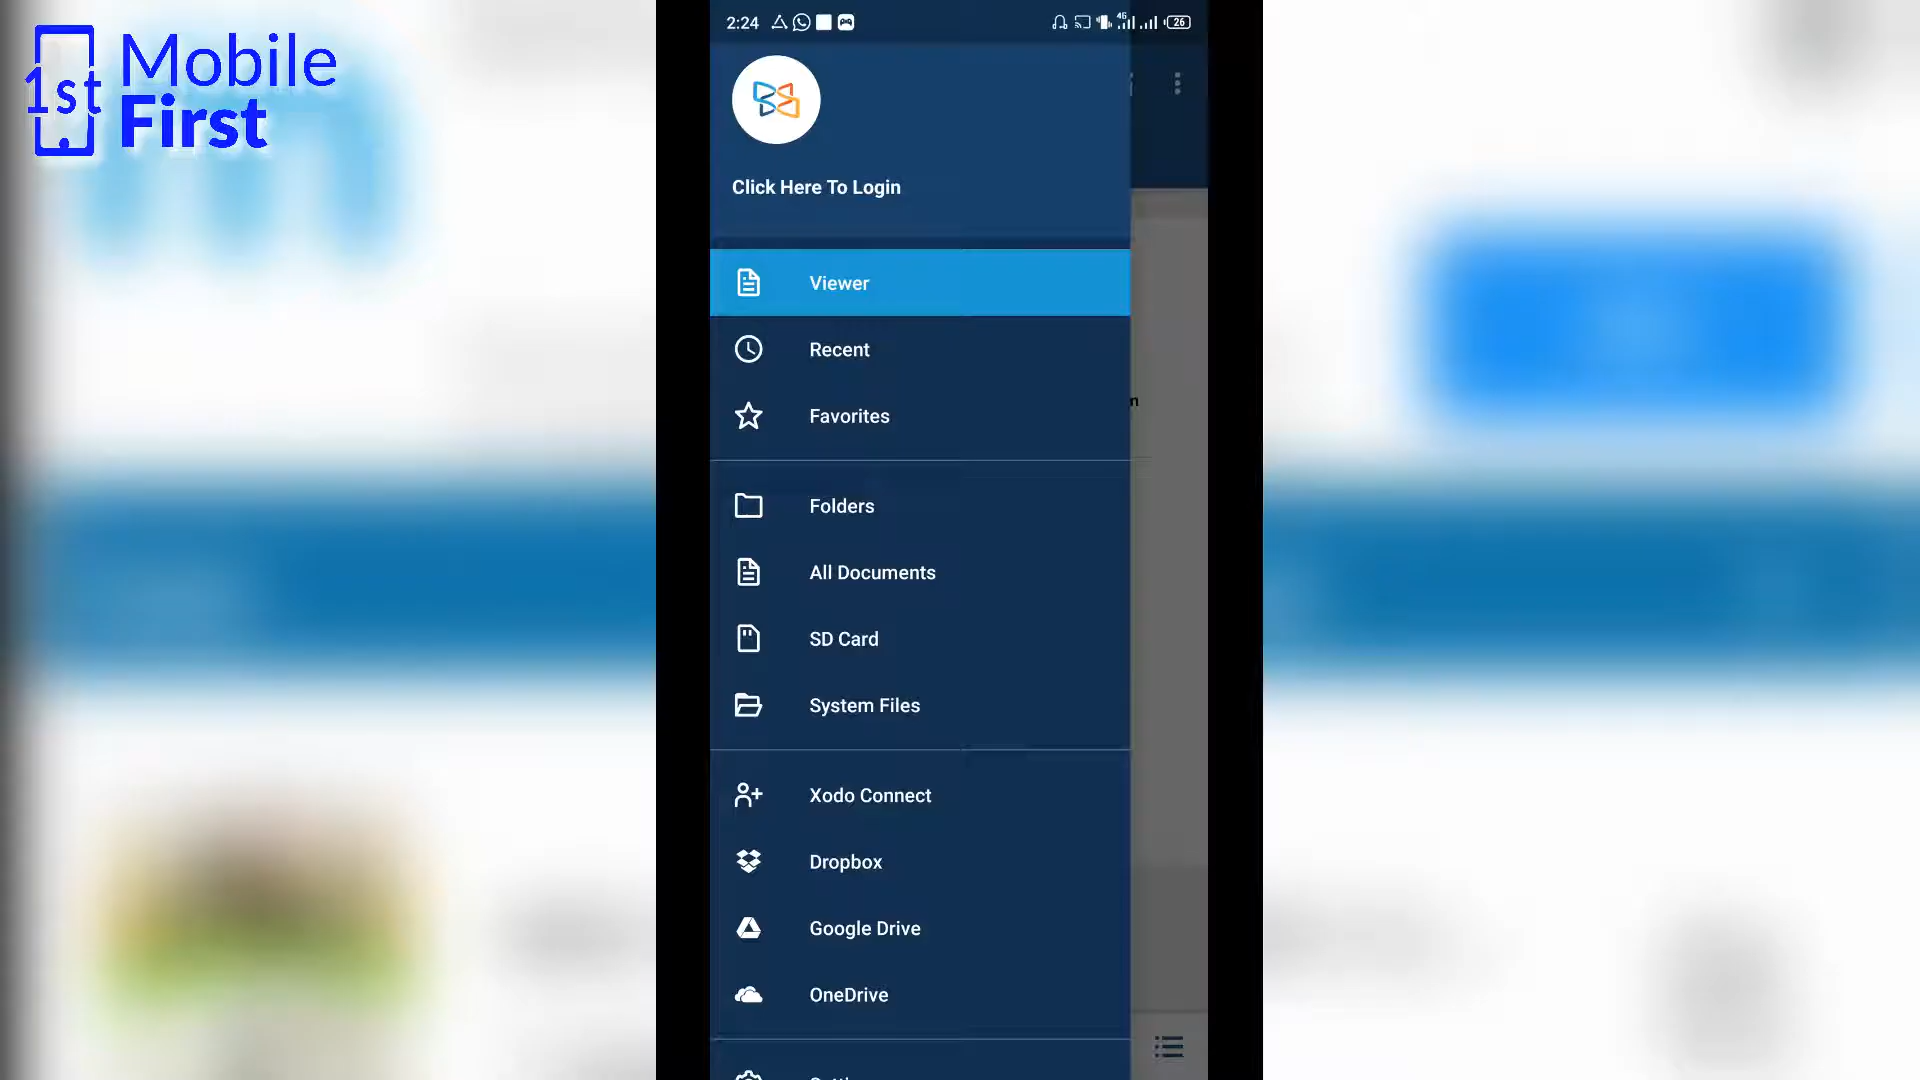 1st Mobile
First
2:24
4G
26
Click Here To Login
Viewer
Recent
Favorites
Folders
All Documents
SD Card
System Files
Xodo Connect
Dropbox
Google Drive
OneDrive